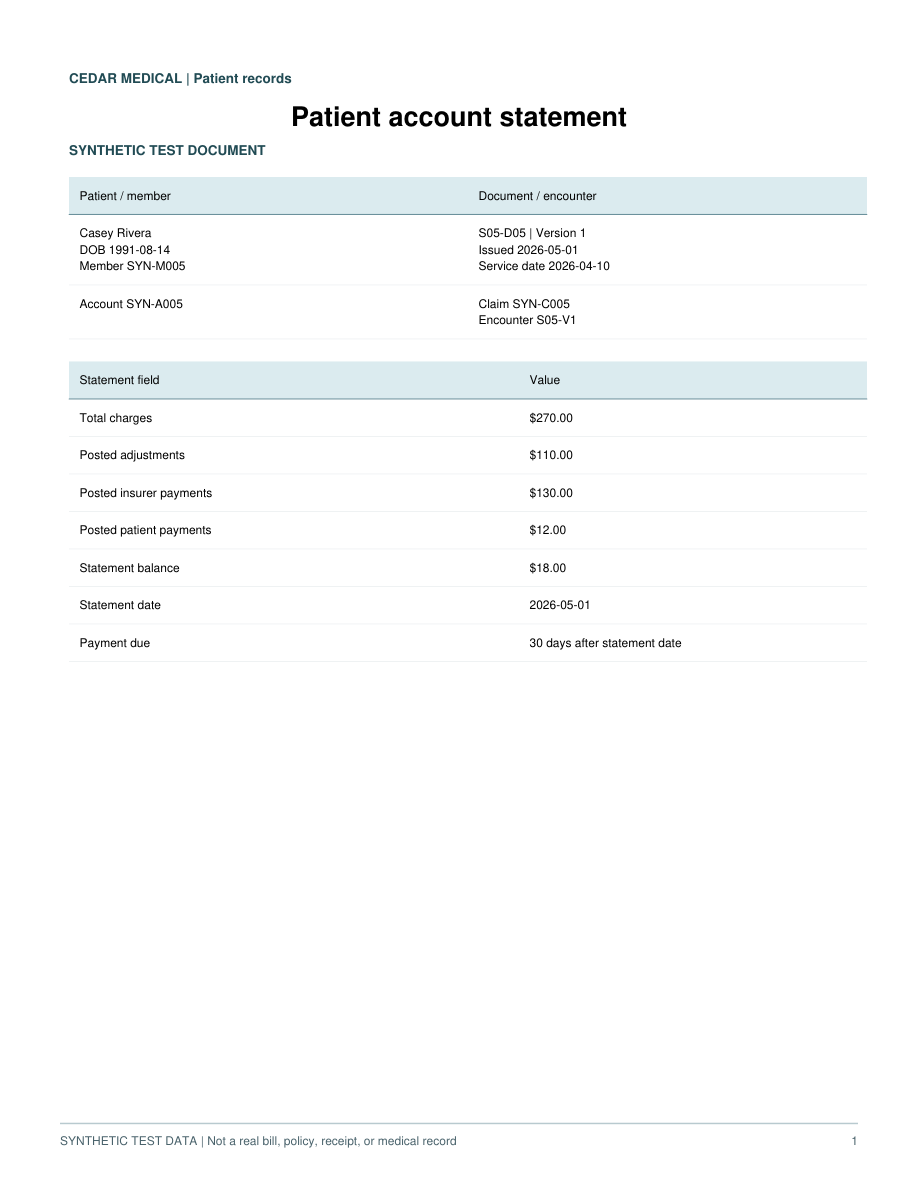 CEDAR MEDICAL | Patient records
Patient account statement
SYNTHETIC TEST DOCUMENT
Patient / member Document / encounter
Casey Rivera S05-D05 | Version 1
DOB 1991-08-14 Issued 2026-05-01
Member SYN-M005 Service date 2026-04-10
Account SYN-A005 Claim SYN-C005
Encounter S05-V1
Statement field Value
Total charges $270.00
Posted adjustments $110.00
Posted insurer payments $130.00
Posted patient payments $12.00
Statement balance $18.00
Statement date 2026-05-01
Payment due 30 days after statement date
SYNTHETIC TEST DATA | Not a real bill, policy, receipt, or medical record 1